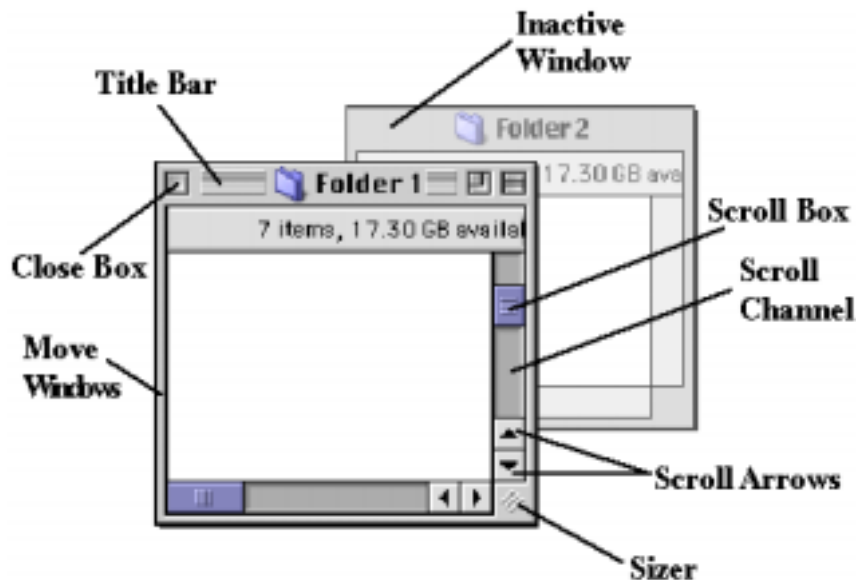 Inactive
Window
Title Bar
Folder 2
17.30 GB ava
Folder 1
7 items, 17.30 GB availal
Scroll Box
Close Box
Scroll
Channel
Move
Windows
Scroll Arrows
Sizer